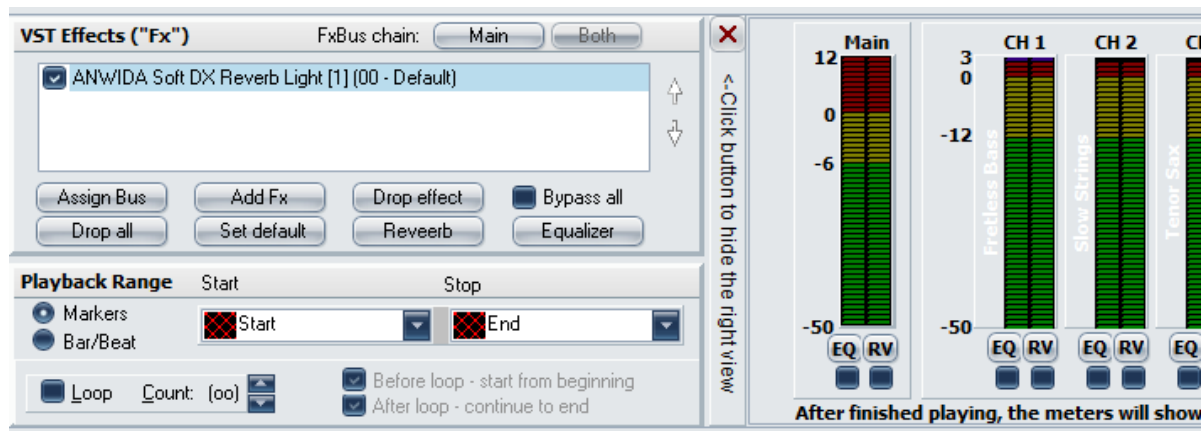 VST Effects ("Fx") FxBus chain: Main Both
ANWIDA Soft DX Reverb Light [1] (00 - Default)
Assign Bus Add Fx Drop effect Bypass all
Drop all Set default Reveerb Equalizer
Playback Range Start Stop
Markers
Bar/Beat
Start End
Loop Count: (oo)
Before loop - start from beginning
After loop - continue to end
<-Click button to hide the right view
Main
12
0
-6
-50
EQ RV
CH 1 CH 2
3
0
-12
-50
Fretless Bass
Slow Strings
Tenor Sax
EQ RV EQ RV EQ
After finished playing, the meters will show